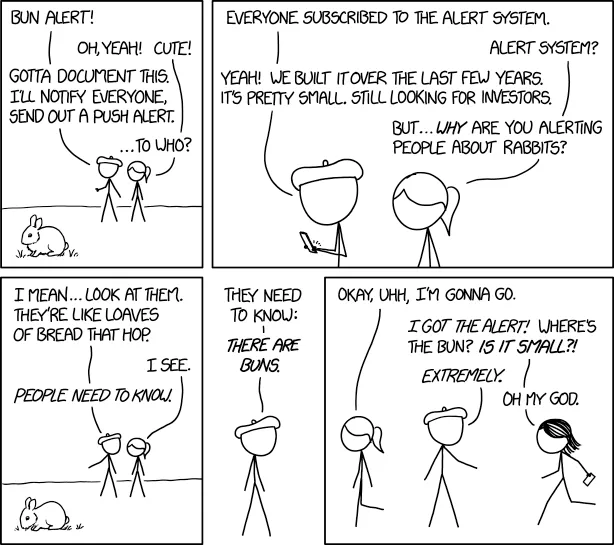 BUN ALERT!
OH, YEAH! CUTE!
GOTTA DOCUMENT THIS.
I'LL NOTIFY EVERYONE,
SEND OUT A PUSH ALERT.
...TO WHO?
EVERYONE SUBSCRIBED TO THE ALERT SYSTEM.
ALERT SYSTEM?
YEAH! WE BUILT IT OVER THE LAST FEW YEARS.
IT'S PRETTY SMALL. STILL LOOKING FOR INVESTORS.
BUT...WHY ARE YOU ALERTING
PEOPLE ABOUT RABBITS?
I MEAN...LOOK AT THEM.
THEY'RE LIKE LOAVES
OF BREAD THAT HOP.
I SEE.
PEOPLE NEED TO KNOW.
THEY NEED
TO KNOW:
THERE ARE
BUNS.
OKAY, UHH, I'M GONNA GO.
I GOT THE ALERT! WHERE'S
THE BUN? IS IT SMALL?!
EXTREMELY.
OH MY GOD.